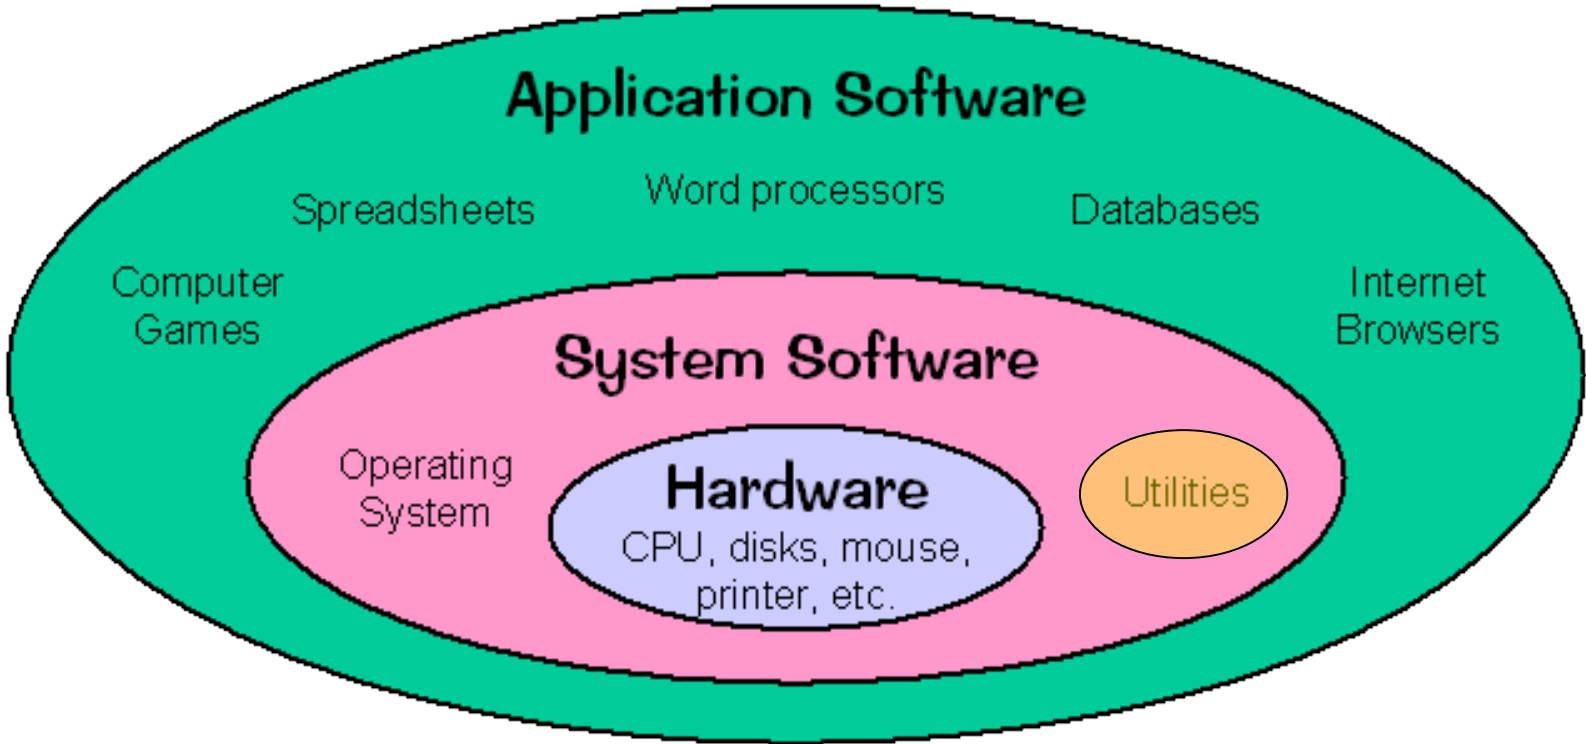 Application Software
Word processors
Spreadsheets
Databases
Computer
Games
Internet
Browsers
System Software
Operating
System
Hardware
CPU, disks, mouse,
printer, etc.
Utilities